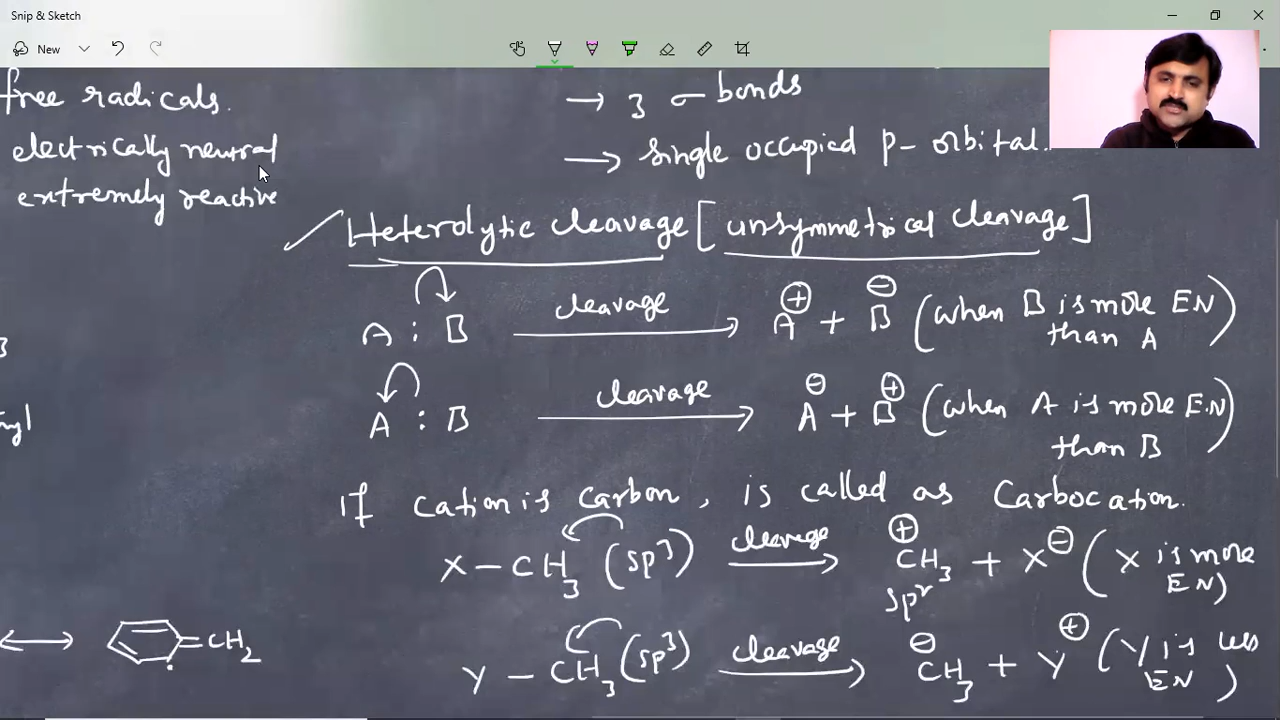 Snip & Sketch
New
free radicals.
electrically neutral
extremely reactive
→ 3 σ bonds
→ single occupied p-orbital.
Heterolytic cleavage [unsymmetrical cleavage]
A : B cleavage A⊕ + B⊖ (when B is more EN than A)
A : B cleavage A⊖ + B⊕ (when A is more E.N than B)
If cation is Carbon, is called as Carbocation.
X – CH3 (sp3) cleavage ⊕CH3 + X⊖ (X is more EN)
sp²
Y – CH3 (sp3) cleavage ⊖CH3 + Y⊕ (Y is less EN)
=CH2